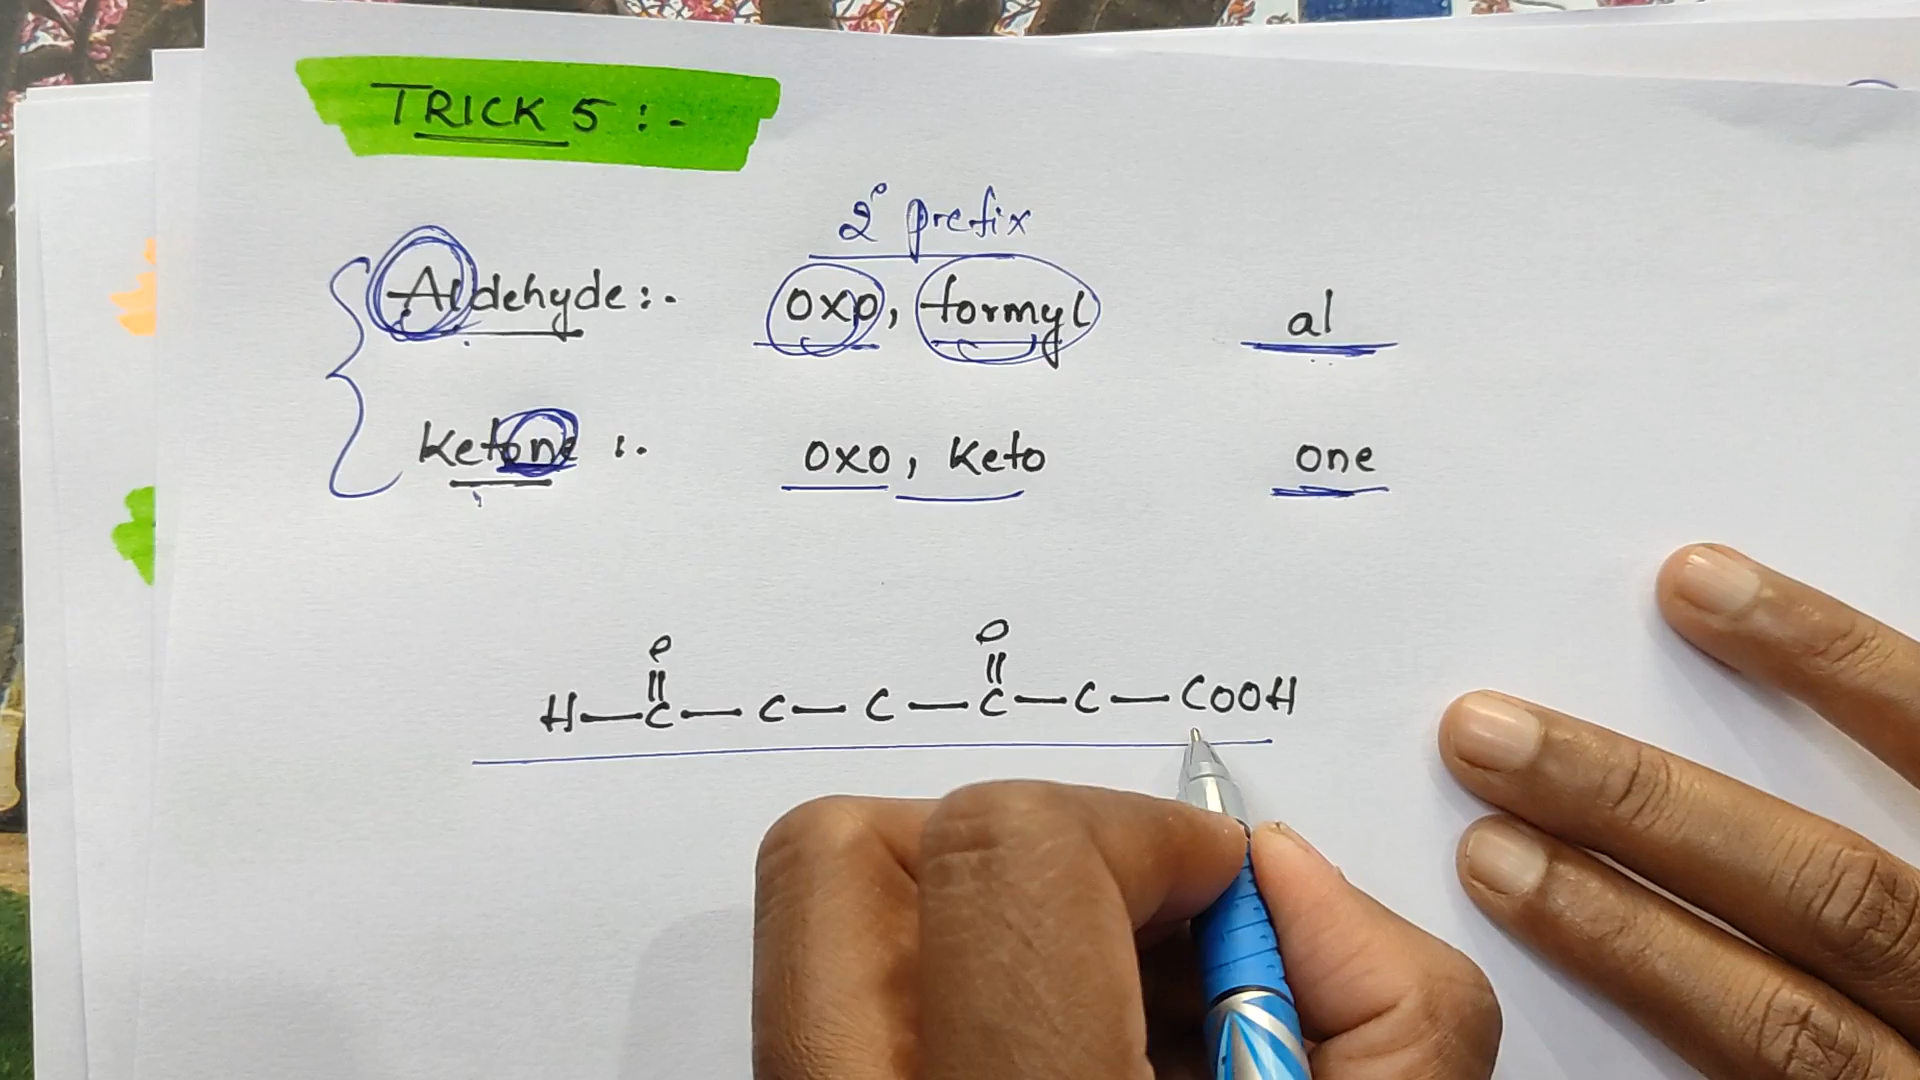 TRICK 5 :-
2° prefix
Aldehyde :- oxo, formyl al
Ketone :- oxo, Keto one
O O
|| ||
H—C—C—C—C—C—COOH